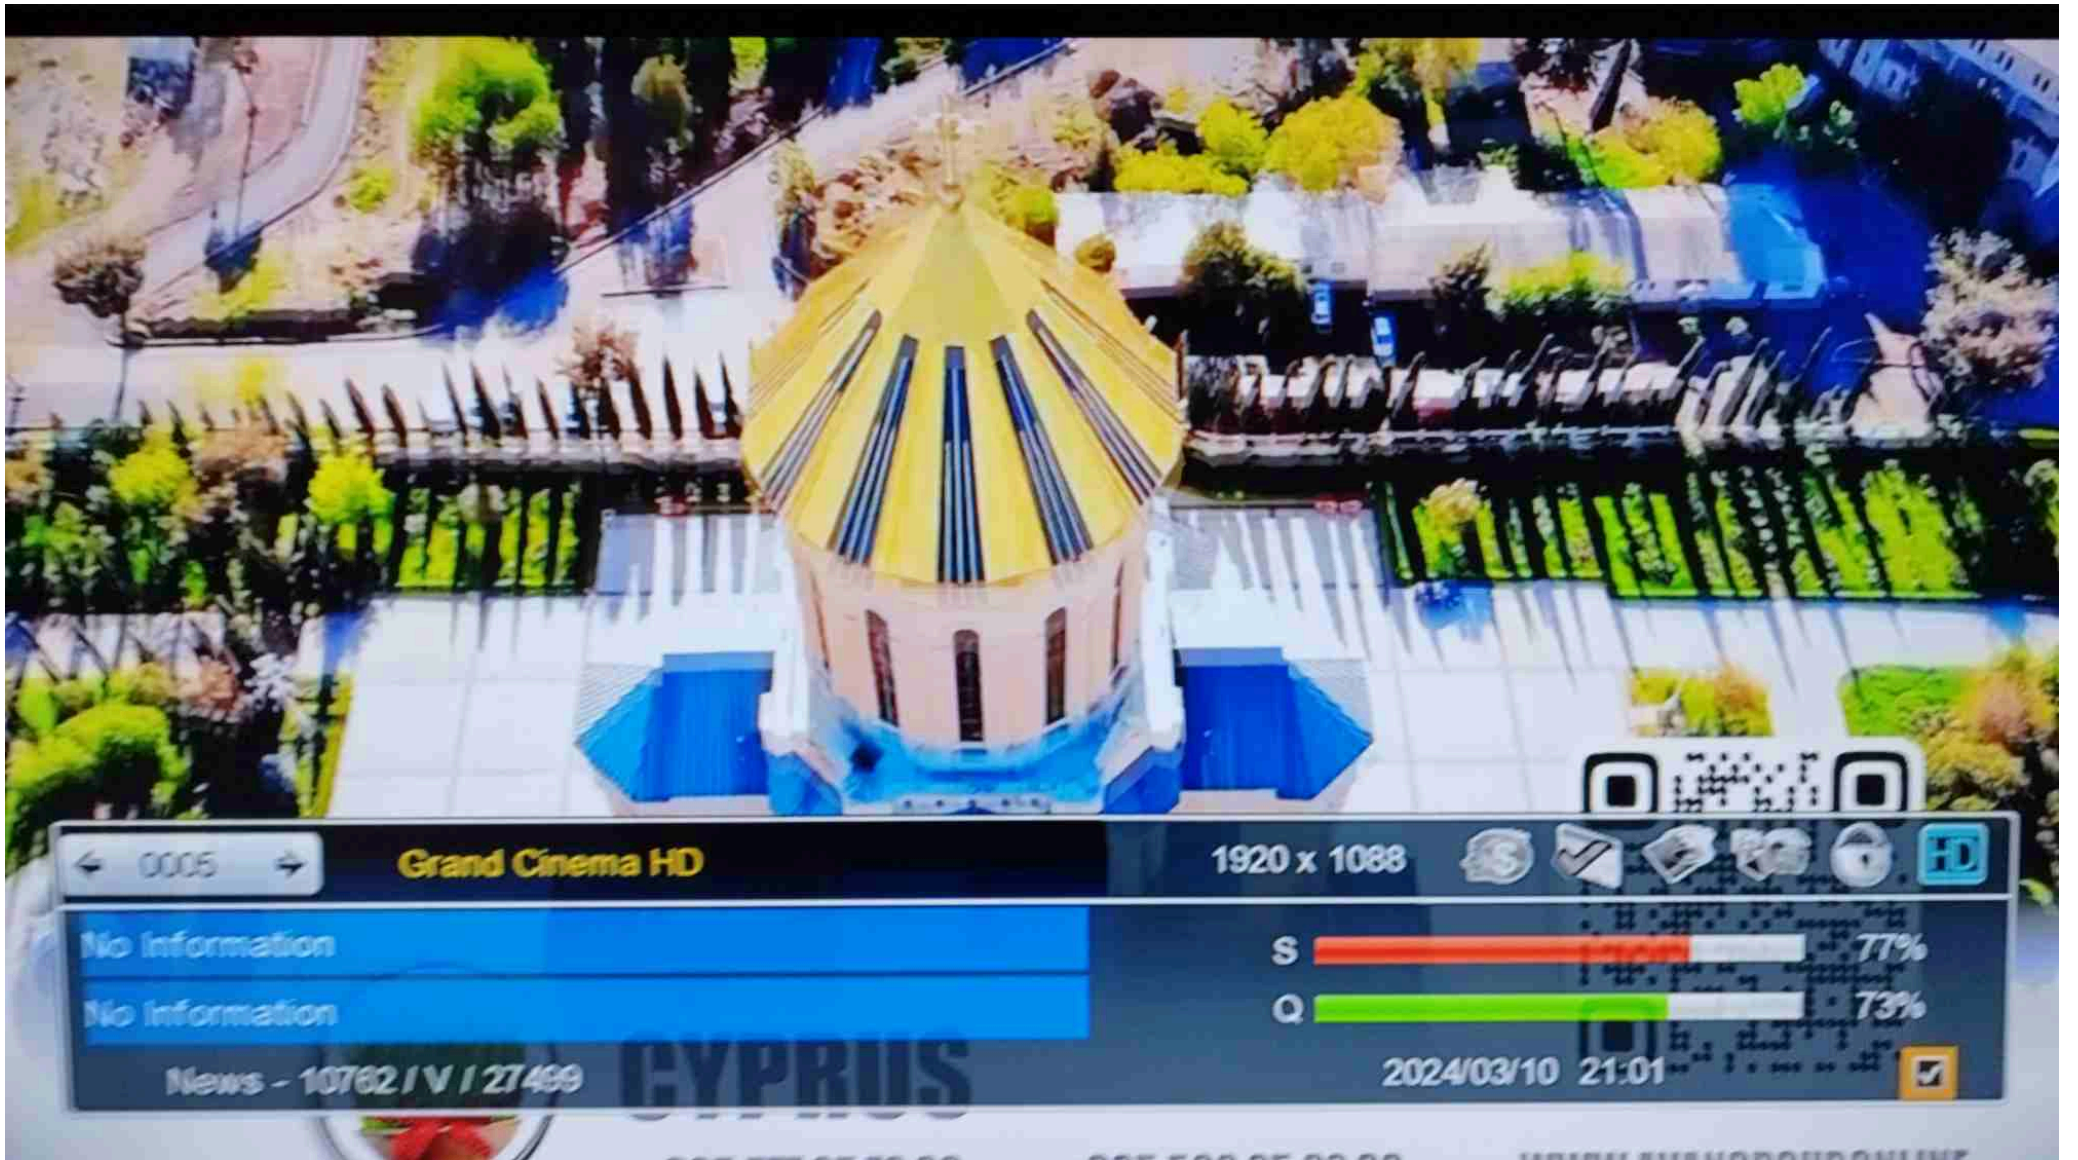 0005
Grand Cinema HD
1920 x 1088
HD
No Information
S
77%
No Information
Q
73%
News - 10762 / V / 27499
2024/03/10 21:01
CYPRUS